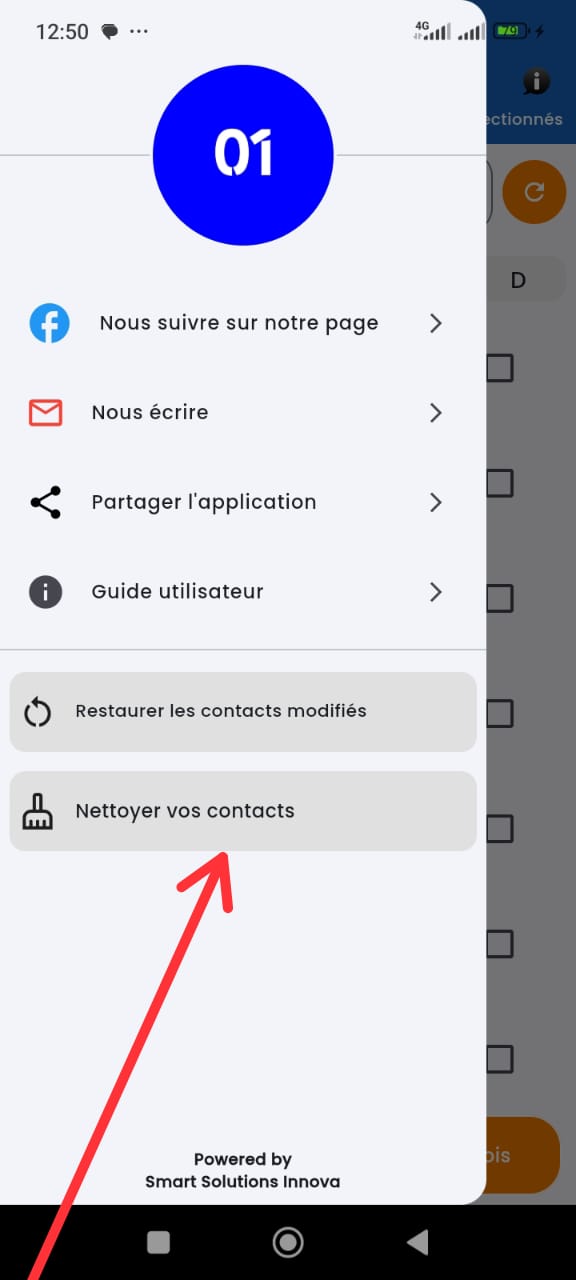 12:50
4G
79
ectionnés
01
D
Nous suivre sur notre page
Nous écrire
Partager l'application
Guide utilisateur
Restaurer les contacts modifiés
Nettoyer vos contacts
ois
Powered by
Smart Solutions Innova